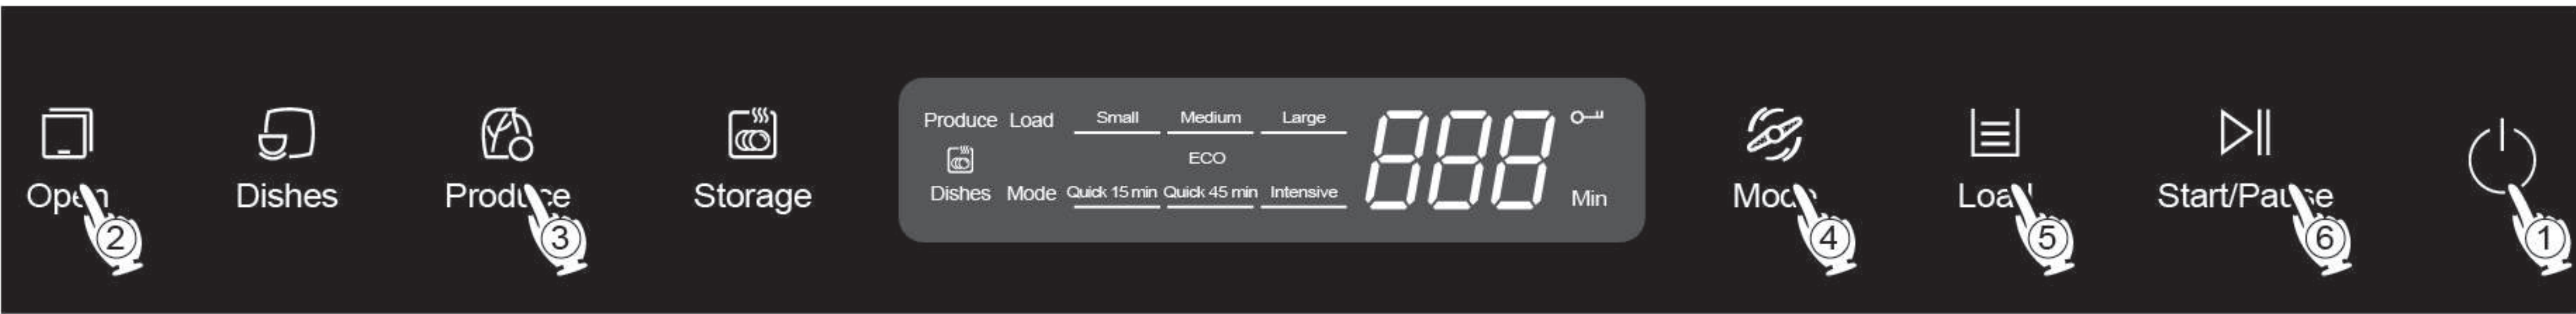 Open
Dishes
Produce
Storage
Produce Load Small Medium Large
ECO
Dishes Mode Quick 15 min Quick 45 min Intensive
888
Min
Mode
Load
Start/Pause
2
3
4
5
6
1